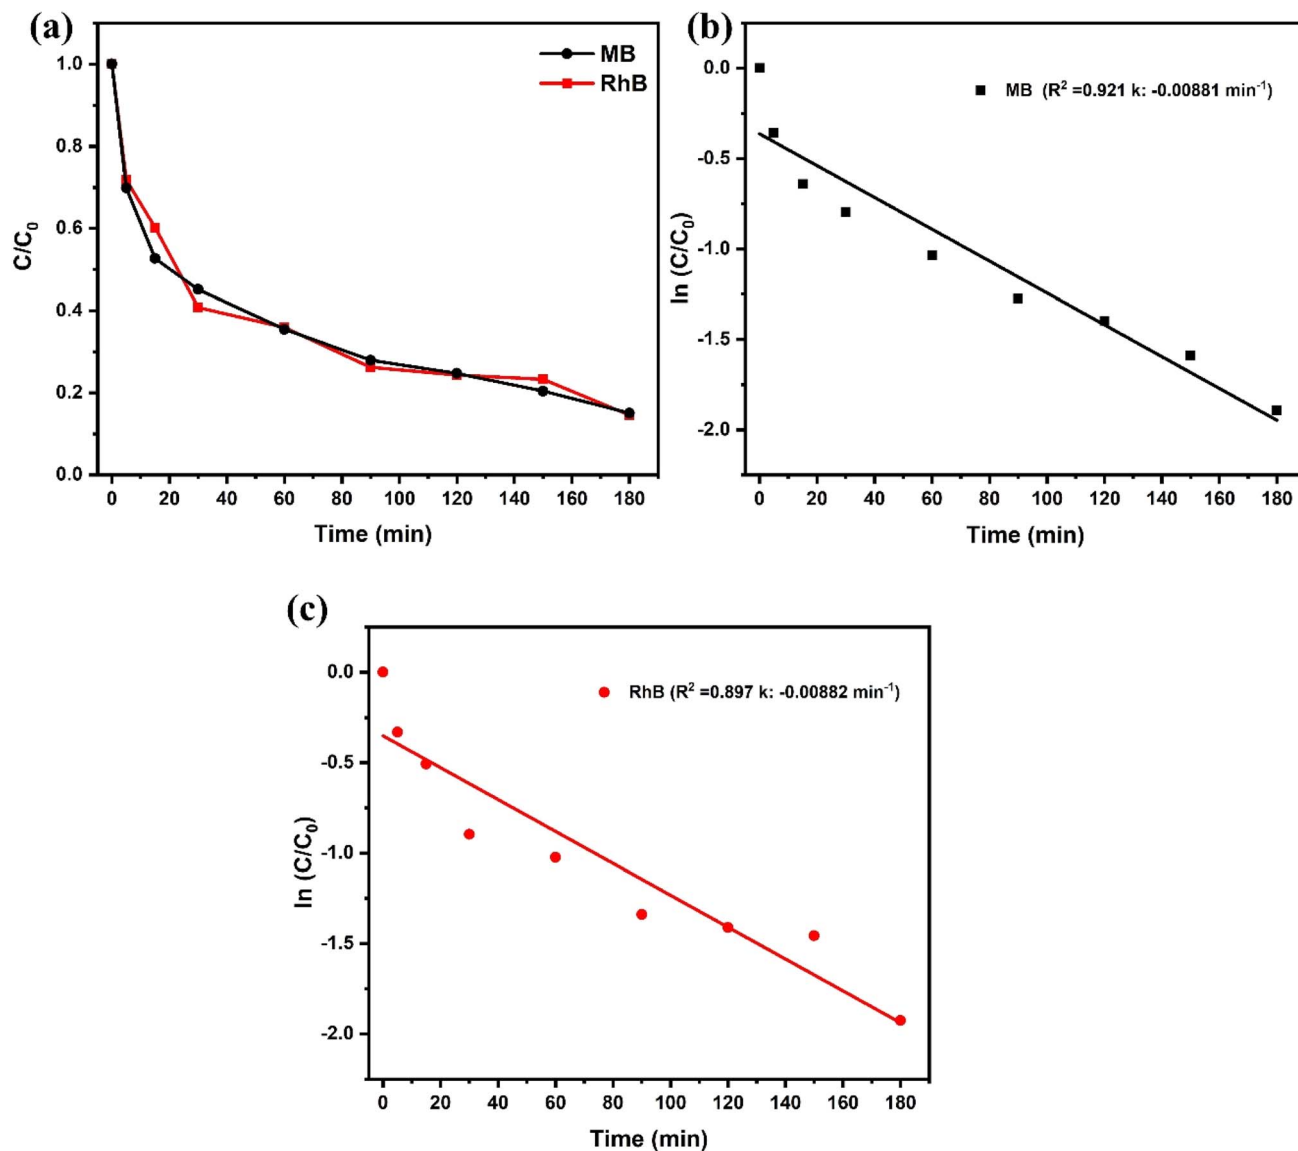 (a)
MB
RhB
1.0
0.8
0.6
0.4
0.2
0.0
C/C₀
0 20 40 60 80 100 120 140 160 180
Time (min)
(b)
MB (R² =0.921 k: -0.00881 min⁻¹)
0.0
-0.5
-1.0
-1.5
-2.0
ln (C/C₀)
0 20 40 60 80 100 120 140 160 180
Time (min)
(c)
RhB (R² =0.897 k: -0.00882 min⁻¹)
0.0
-0.5
-1.0
-1.5
-2.0
ln (C/C₀)
0 20 40 60 80 100 120 140 160 180
Time (min)